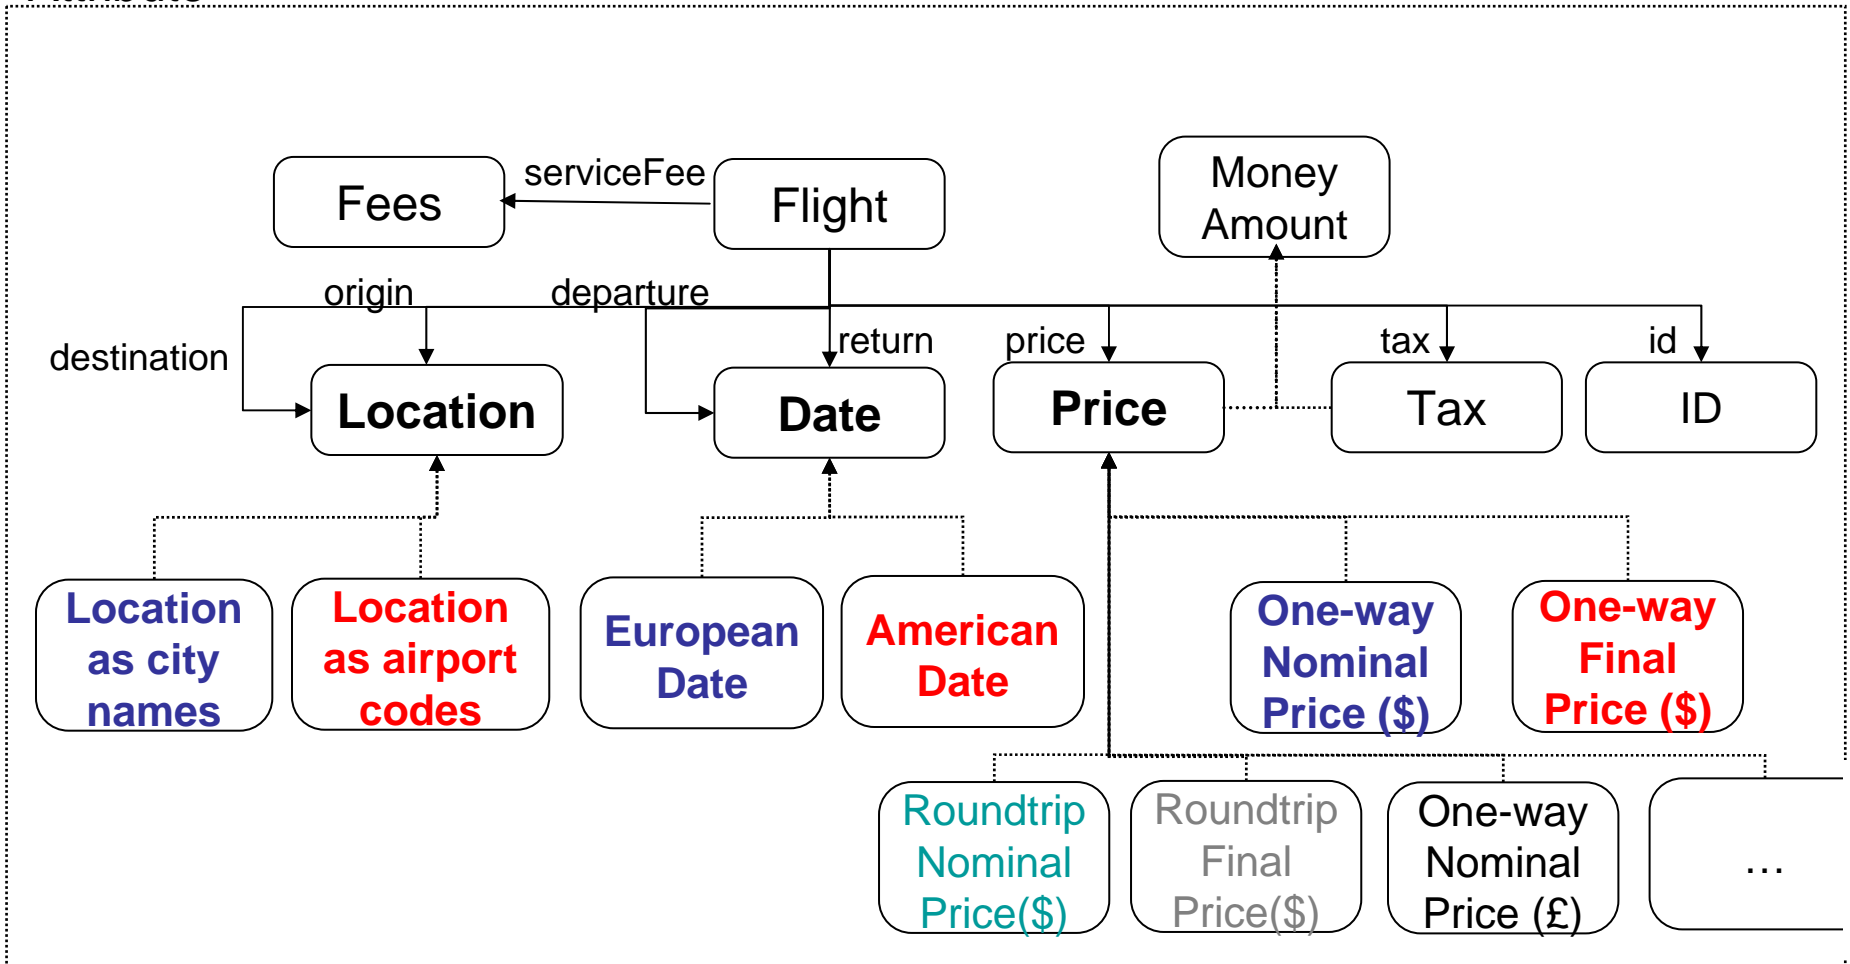 Fees
serviceFee
Flight
Money
Amount
origin
departure
destination
return
price
tax
id
Location
Date
Price
Tax
ID
Location
as city
names
Location
as airport
codes
European
Date
American
Date
One-way
Nominal
Price ($)
One-way
Final
Price ($)
Roundtrip
Nominal
Price($)
Roundtrip
Final
Price($)
One-way
Nominal
Price (£)
…